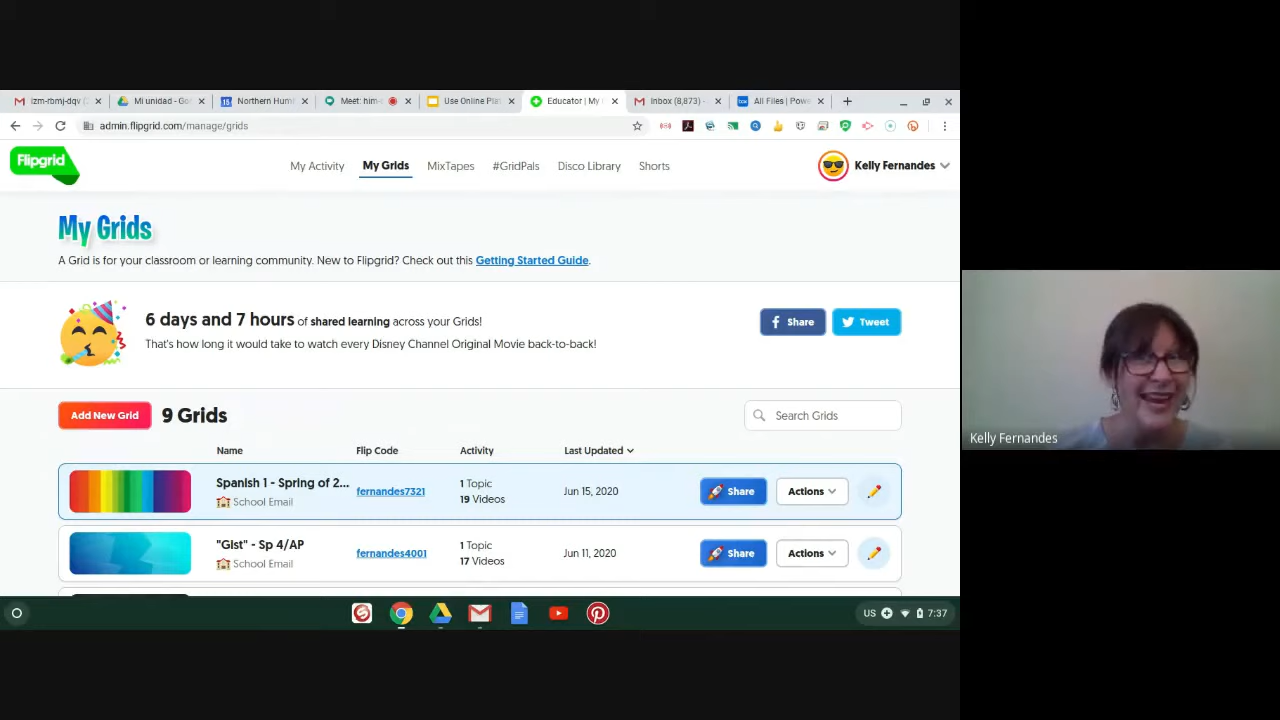 izm-rbmj-dqv (2
Mi unidad - Goo
Northern Hum
Meet: him-
Use Online Plat
Educator | My
Inbox (8,873) -
All Files | Powe
admin.flipgrid.com/manage/grids
Flipgrid
My Activity
My Grids
MixTapes
#GridPals
Disco Library
Shorts
Kelly Fernandes
My Grids
A Grid is for your classroom or learning community. New to Flipgrid? Check out this Getting Started Guide.
6 days and 7 hours of shared learning across your Grids!
That's how long it would take to watch every Disney Channel Original Movie back-to-back!
Share
Tweet
Add New Grid
9 Grids
Search Grids
Name
Flip Code
Activity
Last Updated
Spanish 1 - Spring of 2...
School Email
fernandes7321
1 Topic
19 Videos
Jun 15, 2020
Share
Actions
"Gist" - Sp 4/AP
School Email
fernandes4001
1 Topic
17 Videos
Jun 11, 2020
Share
Actions
US
7:37
Kelly Fernandes